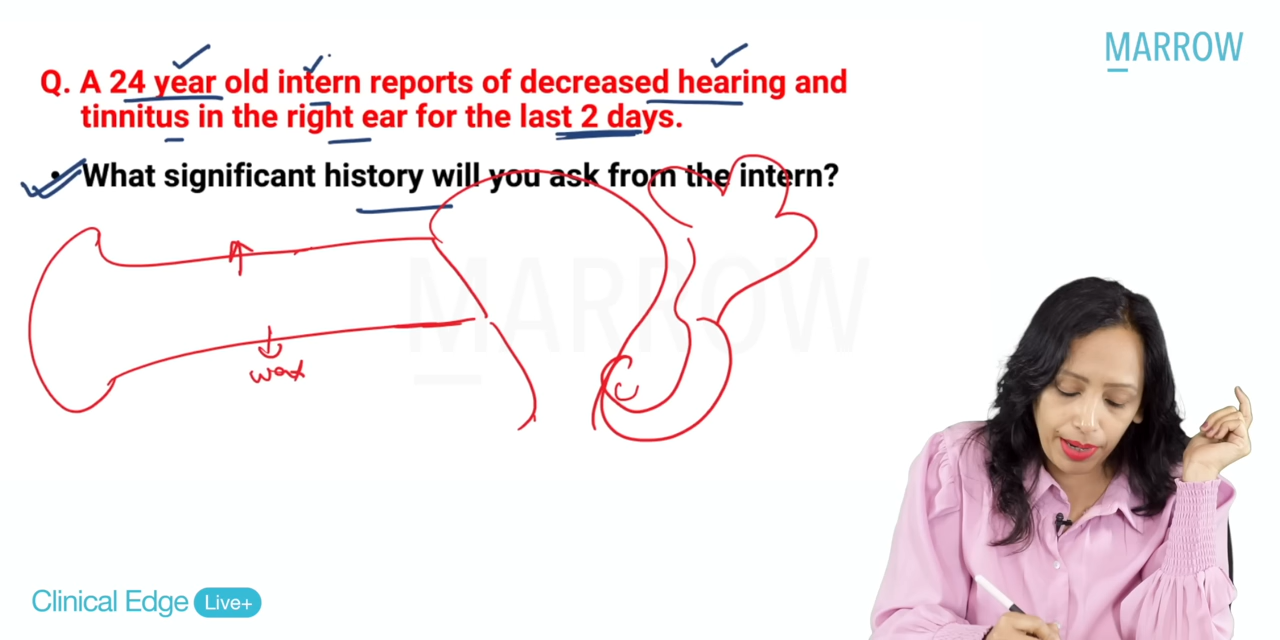 MARROW
Q. A 24 year old intern reports of decreased hearing and
tinnitus in the right ear for the last 2 days.
• What significant history will you ask from the intern?
MARROW
wax
Clinical Edge Live+